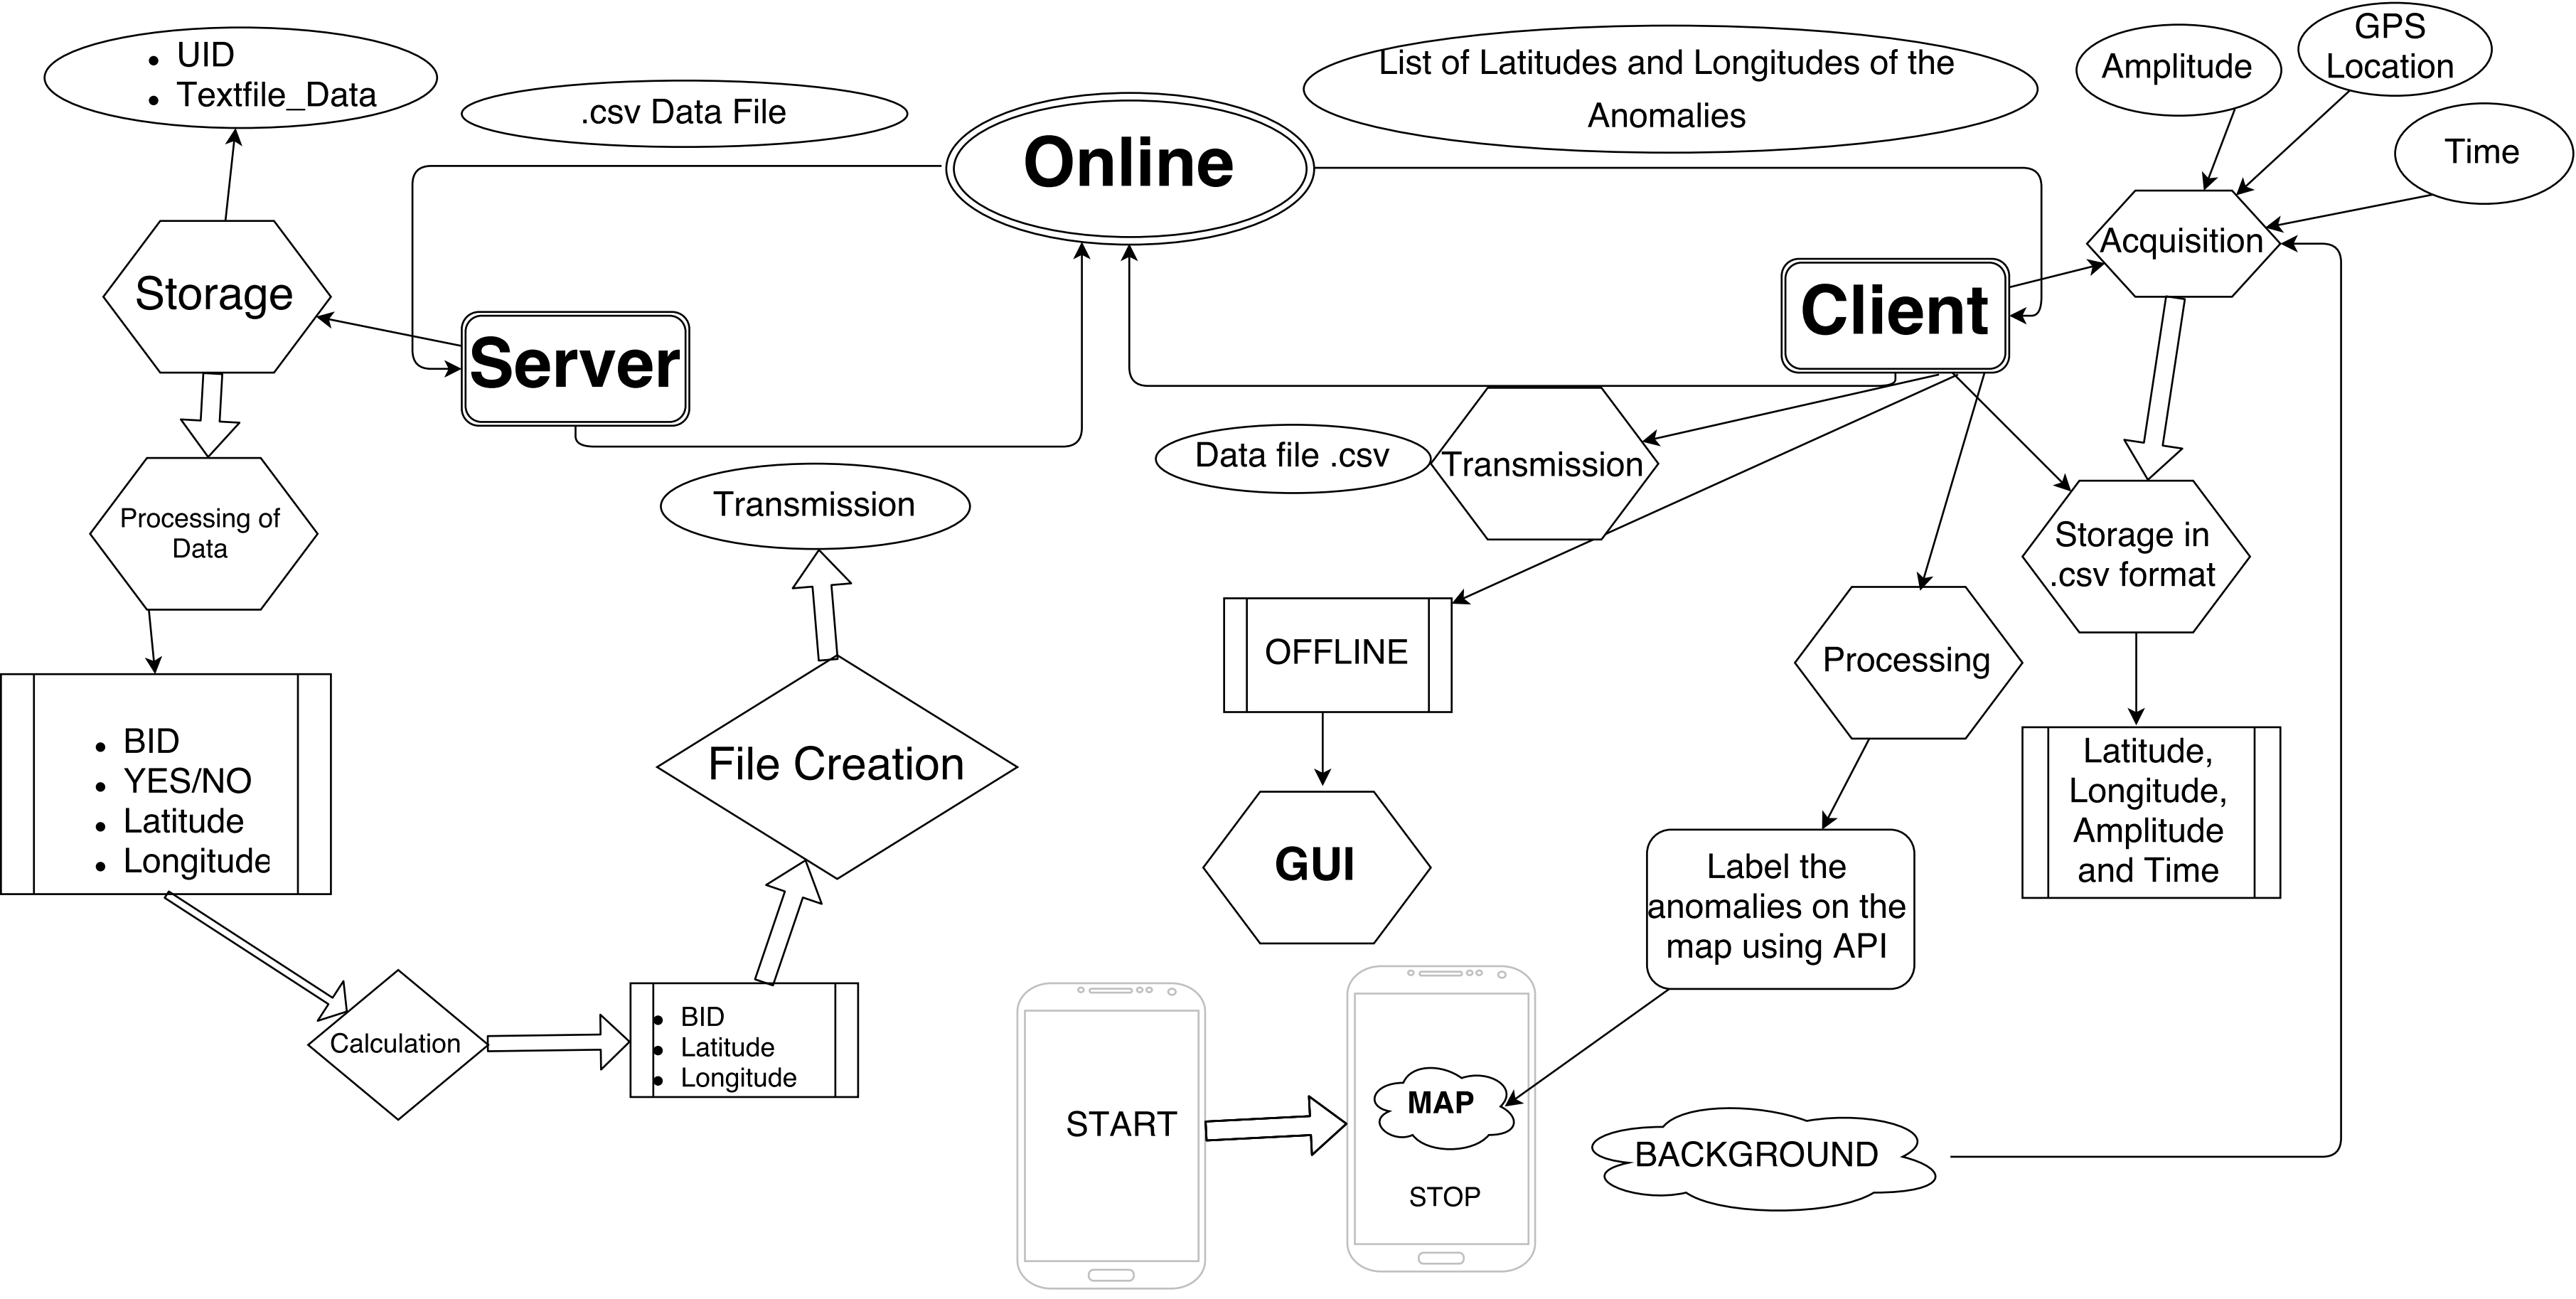 UID
Textfile_Data
.csv Data File
Online
List of Latitudes and Longitudes of the
Anomalies
Amplitude
GPS
Location
Time
Acquisition
Storage
Server
Client
Data file .csv
Transmission
Transmission
Processing of
Data
Storage in
.csv format
OFFLINE
Processing
BID
YES/NO
Latitude
Longitude
File Creation
GUI
Latitude,
Longitude,
Amplitude
and Time
Label the
anomalies on the
map using API
Calculation
BID
Latitude
Longitude
START
MAP
STOP
BACKGROUND